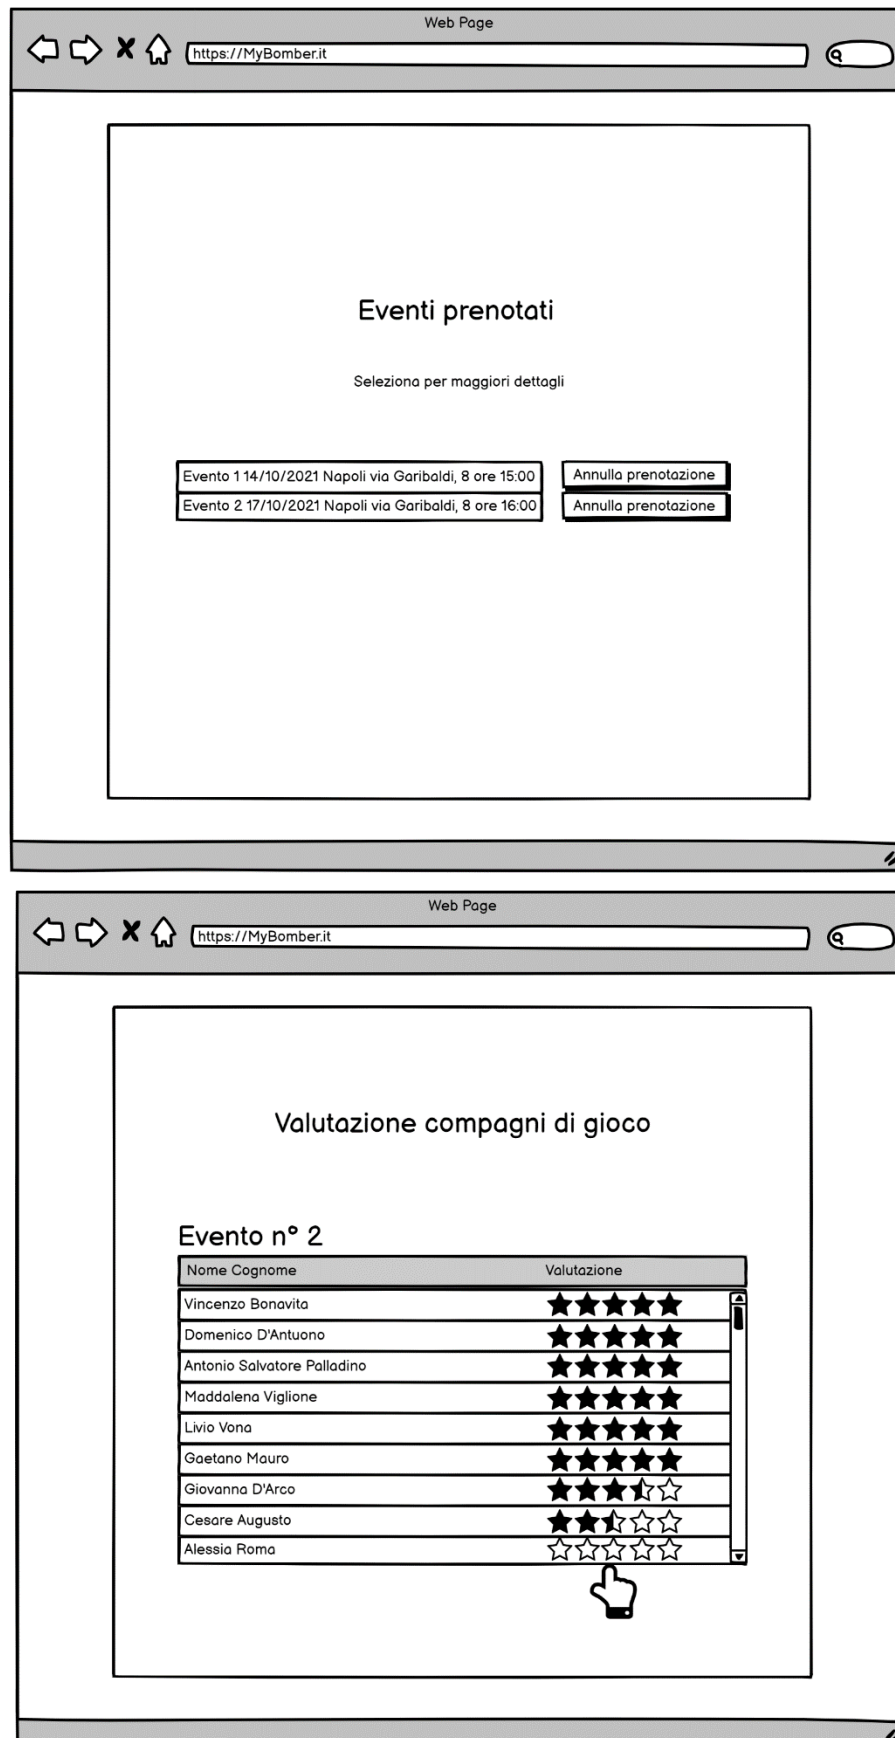 Web Page
https://MyBomber.it
Eventi prenotati
Seleziona per maggiori dettagli
Evento 1 14/10/2021 Napoli via Garibaldi, 8 ore 15:00 Annulla prenotazione
Evento 2 17/10/2021 Napoli via Garibaldi, 8 ore 16:00 Annulla prenotazione
Web Page
https://MyBomber.it
Valutazione compagni di gioco
Evento n° 2
Nome Cognome Valutazione
Vincenzo Bonavita
Domenico D'Antuono
Antonio Salvatore Palladino
Maddalena Viglione
Livio Vona
Gaetano Mauro
Giovanna D'Arco
Cesare Augusto
Alessia Roma